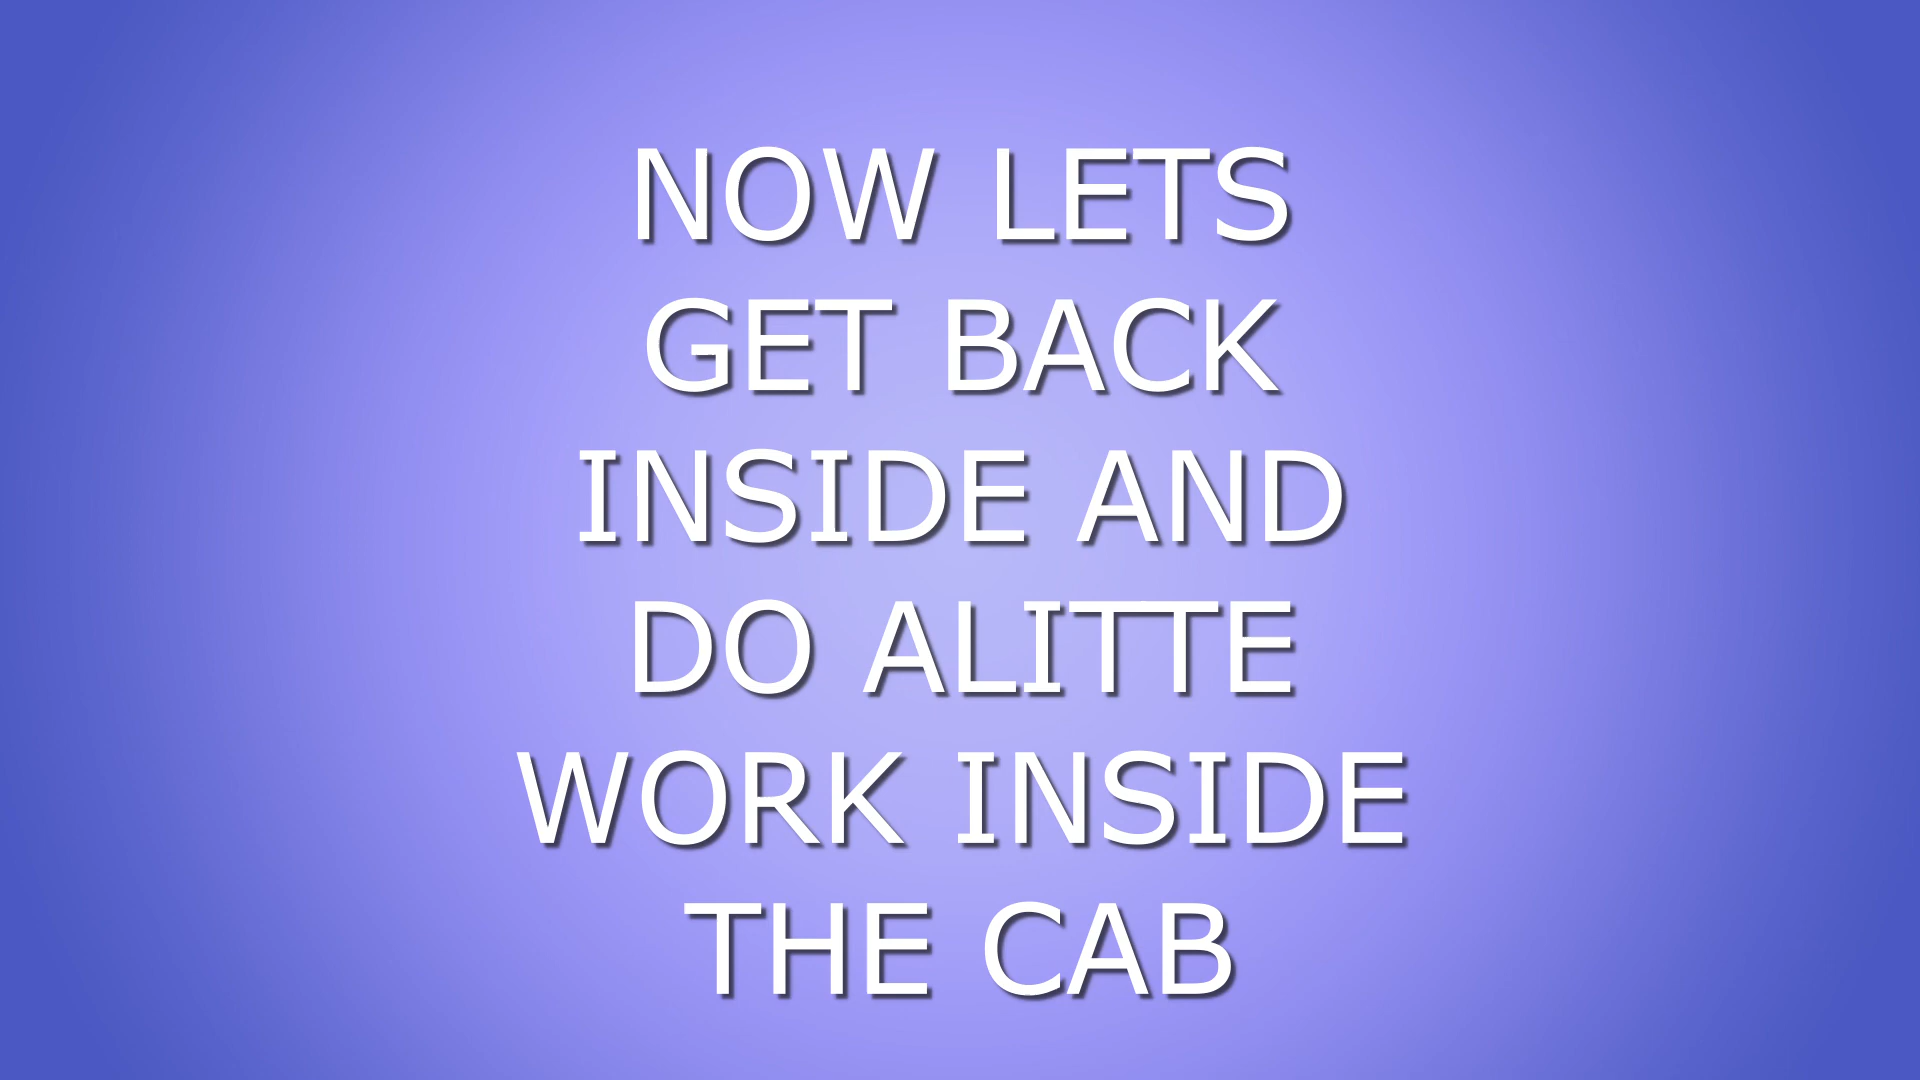 NOW LETS
GET BACK
INSIDE AND
DO ALITTE
WORK INSIDE
THE CAB